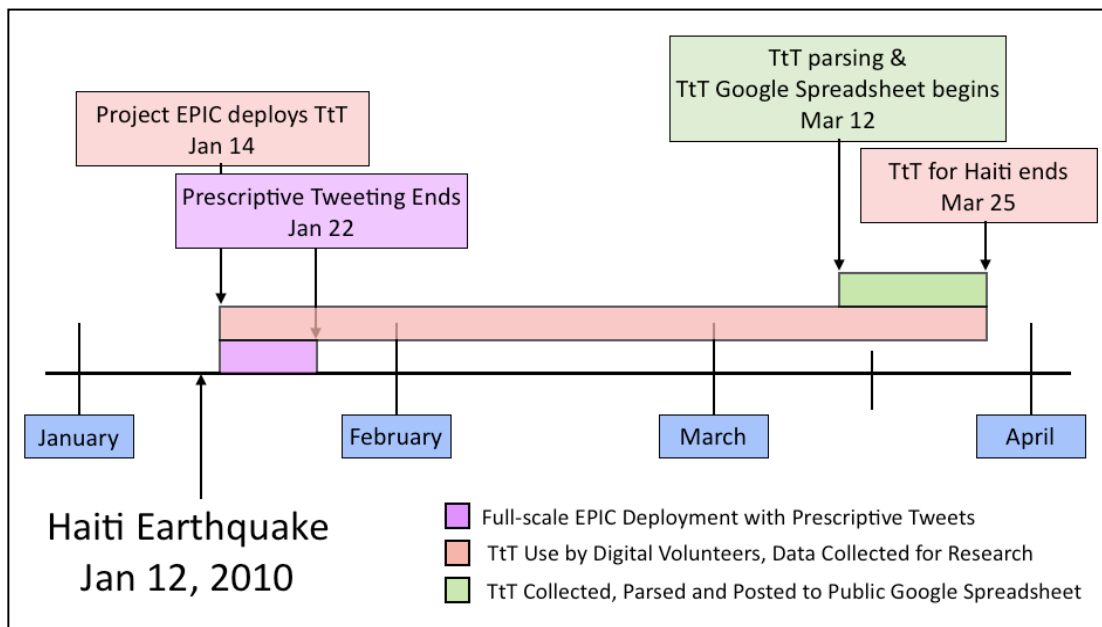 TtT parsing &
TtT Google Spreadsheet begins
Mar 12
Project EPIC deploys TtT
Jan 14
TtT for Haiti ends
Mar 25
Prescriptive Tweeting Ends
Jan 22
January
February
March
April
Haiti Earthquake
Jan 12, 2010
Full-scale EPIC Deployment with Prescriptive Tweets
TtT Use by Digital Volunteers, Data Collected for Research
TtT Collected, Parsed and Posted to Public Google Spreadsheet